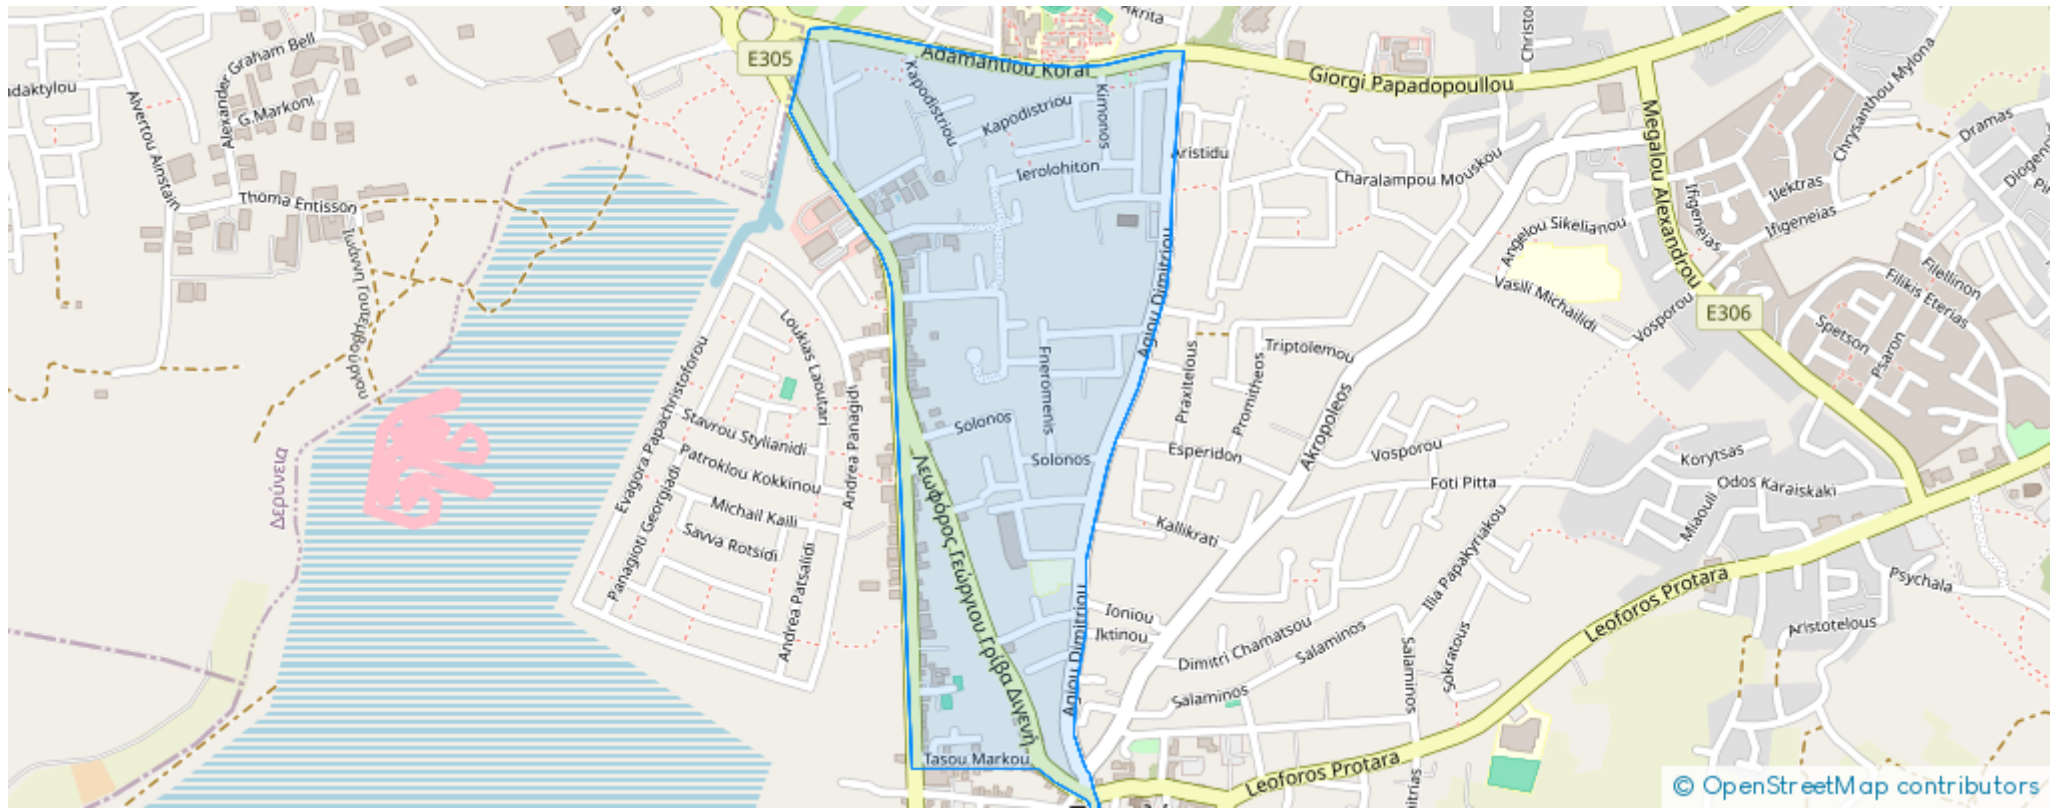 Akrita
Alexander Graham Bell
E305
Adamantiou Korai
Giorgi Papadopoullou
Chrysanthou Mylona
Kapodistriou
Kapodistriou
Kimonos
G.Markoni
Alvertou Ainstain
Megalou Alexandrou
Dramas
Aristidu
Ierolohiton
Charalampou Mouskou
Ilektras
Ifigeneias
Ifigeneias
Thoma Entisson
Angelou Sikelianou
Agiou Dimitriou
Filellinon
Filikis Eterias
Vasili Michailidi
Vosporou
E306
Spetson
Psaron
Loukias Laoutari
Evagora Papachristoforou
Triptolemou
Praxitelous
Promitheos
Fneromenis
Akropoleos
Andrea Panagidi
Stavrou Stylianidi
Solonos
Solonos
Esperidon
Vosporou
Korytsas
Patroklou Kokkinou
Foti Pitta
Odos Karaiskaki
Miaouli
Δερύνεια
Michail Kaili
Savva Rotsidi
Panagioti Georgiadi
Andrea Patsalidi
Λεωφόρος Γεώργιου Γρίβα Διγενή
Kallikrati
Ilia Papakyriakou
Psychala
Leoforos Protara
Ioniou
Iktinou
Agiou Dimitriou
Dimitri Chamatsou
Salaminos
Salaminos
Sokratous
Aristotelous
Salaminos
Tasou Markou
Leoforos Protara
© OpenStreetMap contributors